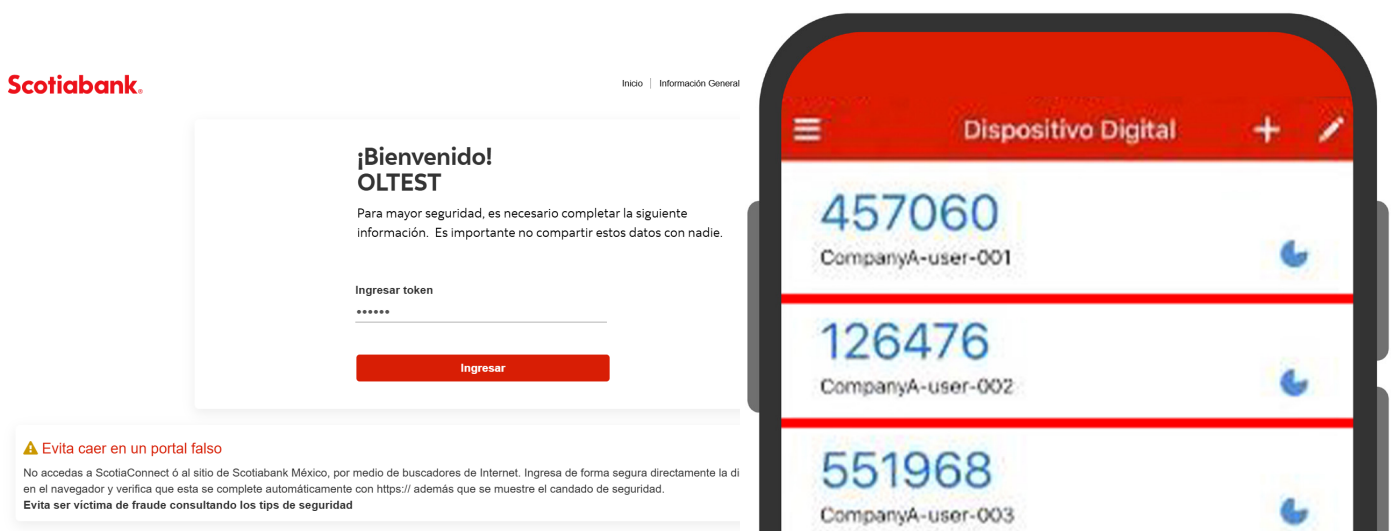 Scotiabank®
Inicio | Información General
¡Bienvenido!
OLTEST
Para mayor seguridad, es necesario completar la siguiente
información. Es importante no compartir estos datos con nadie.
Ingresar token
••••••
Ingresar
Evita caer en un portal falso
No accedas a ScotiaConnect ó al sitio de Scotiabank México, por medio de buscadores de Internet. Ingresa de forma segura directamente la di
en el navegador y verifica que esta se complete automáticamente con https:// además que se muestre el candado de seguridad.
Evita ser víctima de fraude consultando los tips de seguridad
Dispositivo Digital
457060
CompanyA-user-001
126476
CompanyA-user-002
551968
CompanyA-user-003